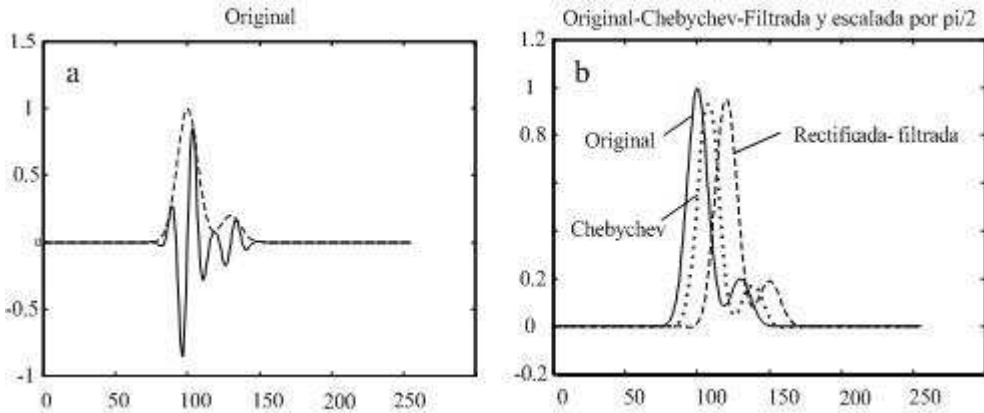 Original
1.5
a
1
0.5
0
-0.5
-1
0 50 100 150 200 250
Original-Chebychev-Filtrada y escalada por pi/2
1.2
b
1
0.8
Original
Rectificada- filtrada
Chebychev
0.2
0
-0.2
0 50 100 150 200 250